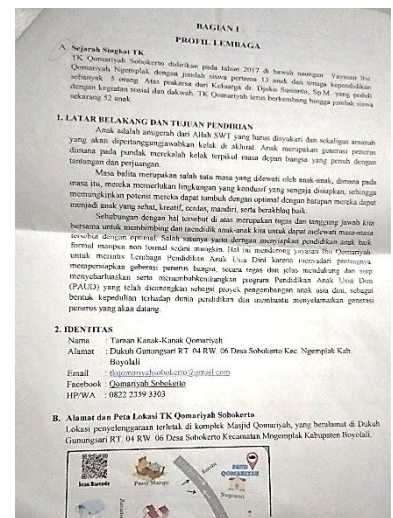 BAGIAN I
PROFIL LEMBAGA
A. Sejarah Singkat TK
TK Qomariyah Sobokerto didirikan pada tahun 2017 di bawah naungan Yayasan Ibu
Qomariyah Ngemplak, dengan jumlah siswa pertama 13 anak dan tenaga kependidikan
sebanyak 5 orang. Atas prakarsa dari Keluarga dr. Djoko Susianto, Sp.M. yang peduli
dengan kegiatan sosial dan dakwah. TK Qomariyah terus berkembang hingga jumlah siswa
sekarang 52 anak.
1. LATAR BELAKANG DAN TUJUAN PENDIRIAN
Anak adalah anugerah dari Allah SWT yang harus disyukuri dan sekaligus amanah
yang akan dipertanggungjawabkan kelak di akhirat. Anak merupakan generasi penerus
dimana pada pundak merekalah kelak terpikul masa depan bangsa yang penuh dengan
tantangan dan perjuangan.
Masa balita merupakan salah satu masa yang dilewati oleh anak-anak, dimana pada
masa itu, mereka memerlukan lingkungan yang kondusif yang sengaja disiapkan, sehingga
memungkinkan potensi mereka dapat tumbuh dengan optimal dengan harapan mereka dapat
menjadi anak yang sehat, kreatif, cerdas, mandiri, serta berakhlaq baik.
Sehubungan dengan hal tersebut di atas merupakan tugas dan tanggung jawab kita
bersama untuk membimbing dan mendidik anak-anak kita untuk dapat melewati masa-masa
tersebut dengan optimal. Salah satunya yaitu dengan menyiapkan pendidikan anak baik
formal maupun non formal sedini mungkin. Hal ini mendorong yayasan Ibu Qomariyah
untuk merintis Lembaga Pendidikan Anak Usia Dini karena menyadari pentingnya
mempersiapkan generasi penerus bangsa, secara tegas dan jelas mendukung dan siap
menyebarluaskan serta menumbuhkembangkan program Pendidikan Anak Usia Dini
(PAUD) yang telah dicanangkan sebagai proyek pengembangan anak usia dini, sebagai
bentuk kepedulian terhadap dunia pendidikan dan membantu menyelamatkan generasi
penerus yang akan datang.
2. IDENTITAS
Nama : Taman Kanak-Kanak Qomariyah
Alamat : Dukuh Gunungsari RT. 04 RW. 06 Desa Sobokerto Kec. Ngemplak Kab
Boyolali
Email : tkqomariyahsobokerto@gmail.com
Facebook : Qomariyah Sobokerto
HP/WA : 0822 2359 3303
B. Alamat dan Peta Lokasi TK Qomariyah Sobokerto
Lokasi penyelenggaraan terletak di komplek Masjid Qomariyah, yang beralamat di Dukuh
Gunungsari RT. 04 RW. 06 Desa Sobokerto Kecamatan Mngemplak Kabupaten Boyolali.
Scan Barcode
Pasar Mangu
PAUD
QOMARIYAH